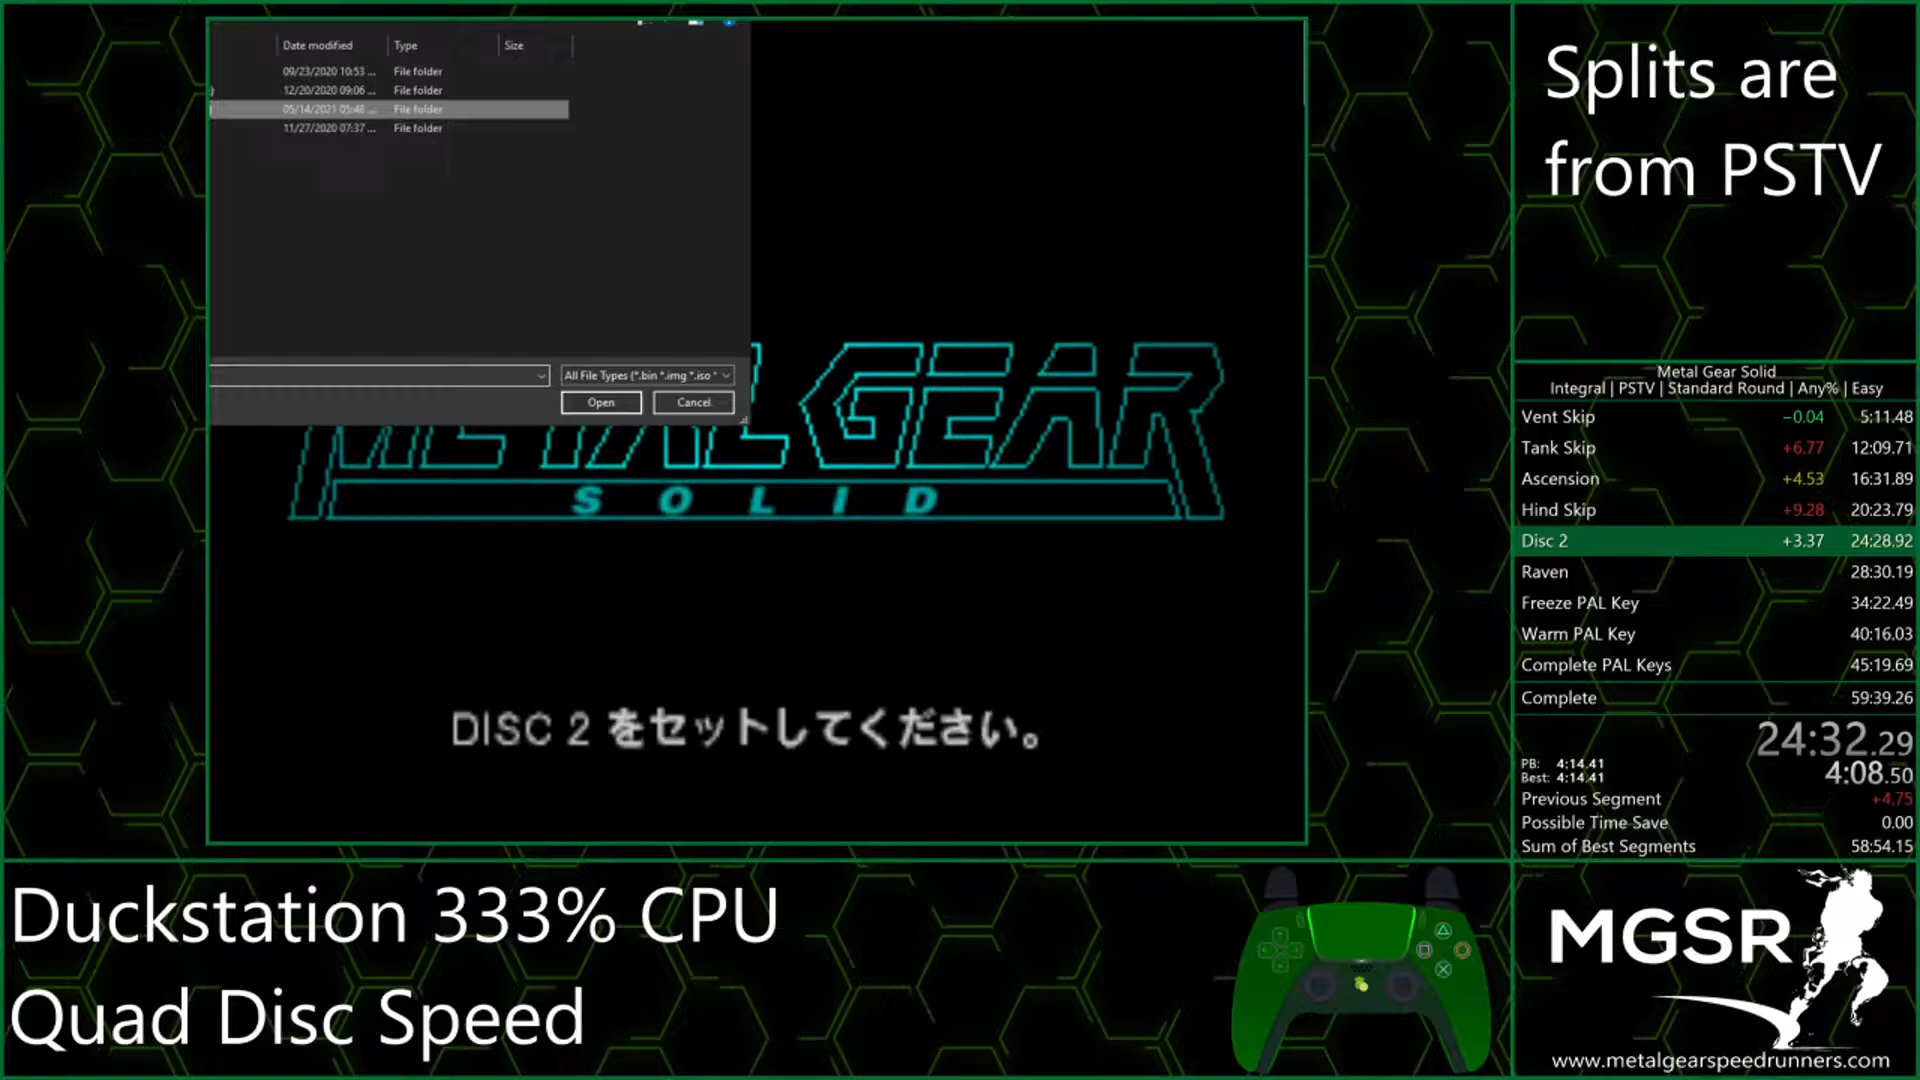 Date modified Type Size
09/23/2020 10:53 ... File folder
12/20/2020 09:06 ... File folder
05/14/2021 05:48 ... File folder
11/27/2020 07:37 ... File folder
All File Types (*.bin *.img *.iso *
Open Cancel
METAL GEAR
SOLID
DISC 2 をセットしてください。
Splits are
from PSTV
Metal Gear Solid
Integral | PSTV | Standard Round | Any% | Easy
Vent Skip −0.04 5:11.48
Tank Skip +6.77 12:09.71
Ascension +4.53 16:31.89
Hind Skip +9.28 20:23.79
Disc 2 +3.37 24:28.92
Raven 28:30.19
Freeze PAL Key 34:22.49
Warm PAL Key 40:16.03
Complete PAL Keys 45:19.69
Complete 59:39.26
24:32.29
PB: 4:14.41
Best: 4:14.41
4:08.50
Previous Segment +4.75
Possible Time Save 0.00
Sum of Best Segments 58:54.15
Duckstation 333% CPU
Quad Disc Speed
MGSR
www.metalgearspeedrunners.com